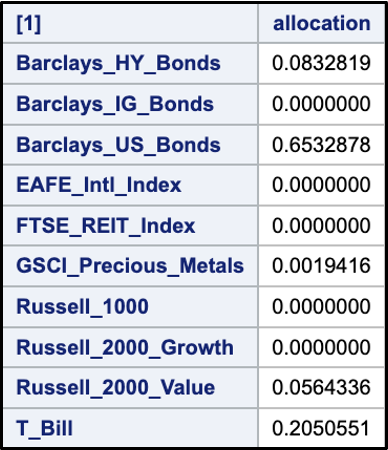 [1] allocation
Barclays_HY_Bonds 0.0832819
Barclays_IG_Bonds 0.0000000
Barclays_US_Bonds 0.6532878
EAFE_Intl_Index 0.0000000
FTSE_REIT_Index 0.0000000
GSCI_Precious_Metals 0.0019416
Russell_1000 0.0000000
Russell_2000_Growth 0.0000000
Russell_2000_Value 0.0564336
T_Bill 0.2050551